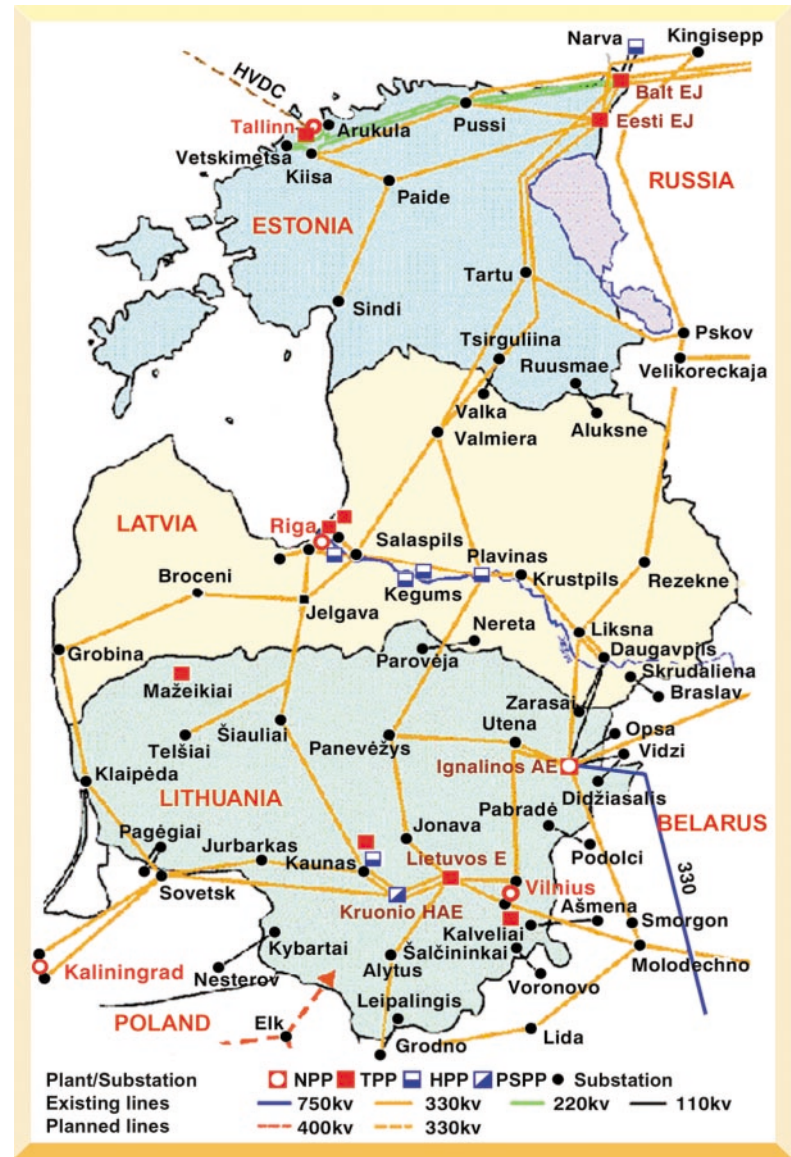 Narva
Kingisepp
HVDC
Balt EJ
Tallinn
Arukula
Pussi
Eesti EJ
Vetskimetsa
Kiisa
Paide
RUSSIA
ESTONIA
Tartu
Sindi
Pskov
Tsirguliina
Ruusmae
Velikoreckaja
Valka
Aluksne
Valmiera
LATVIA
Riga
Salaspils
Plavinas
Broceni
Kegums
Krustpils
Rezekne
Jelgava
Nereta
Liksna
Grobina
Parovėja
Daugavpils
Skrudaliena
Mažeikiai
Braslav
Zarasai
Utena
Opsa
Telšiai
Šiauliai
Panevėžys
Vidzi
Ignalinos AE
Klaipėda
Didžiasalis
LITHUANIA
Pabradė
BELARUS
Pagėgiai
Jonava
Jurbarkas
Podolci
Kaunas
Lietuvos E
330
Sovetsk
Vilnius
Kruonio HAE
Ašmena
Kalveliai
Smorgon
Kybartai
Šalčininkai
Kaliningrad
Alytus
Molodechno
Nesterov
Voronovo
Leipalingis
POLAND
Elk
Lida
Grodno
Plant/Substation NPP TPP HPP PSPP Substation
Existing lines 750kv 330kv 220kv 110kv
Planned lines 400kv 330kv